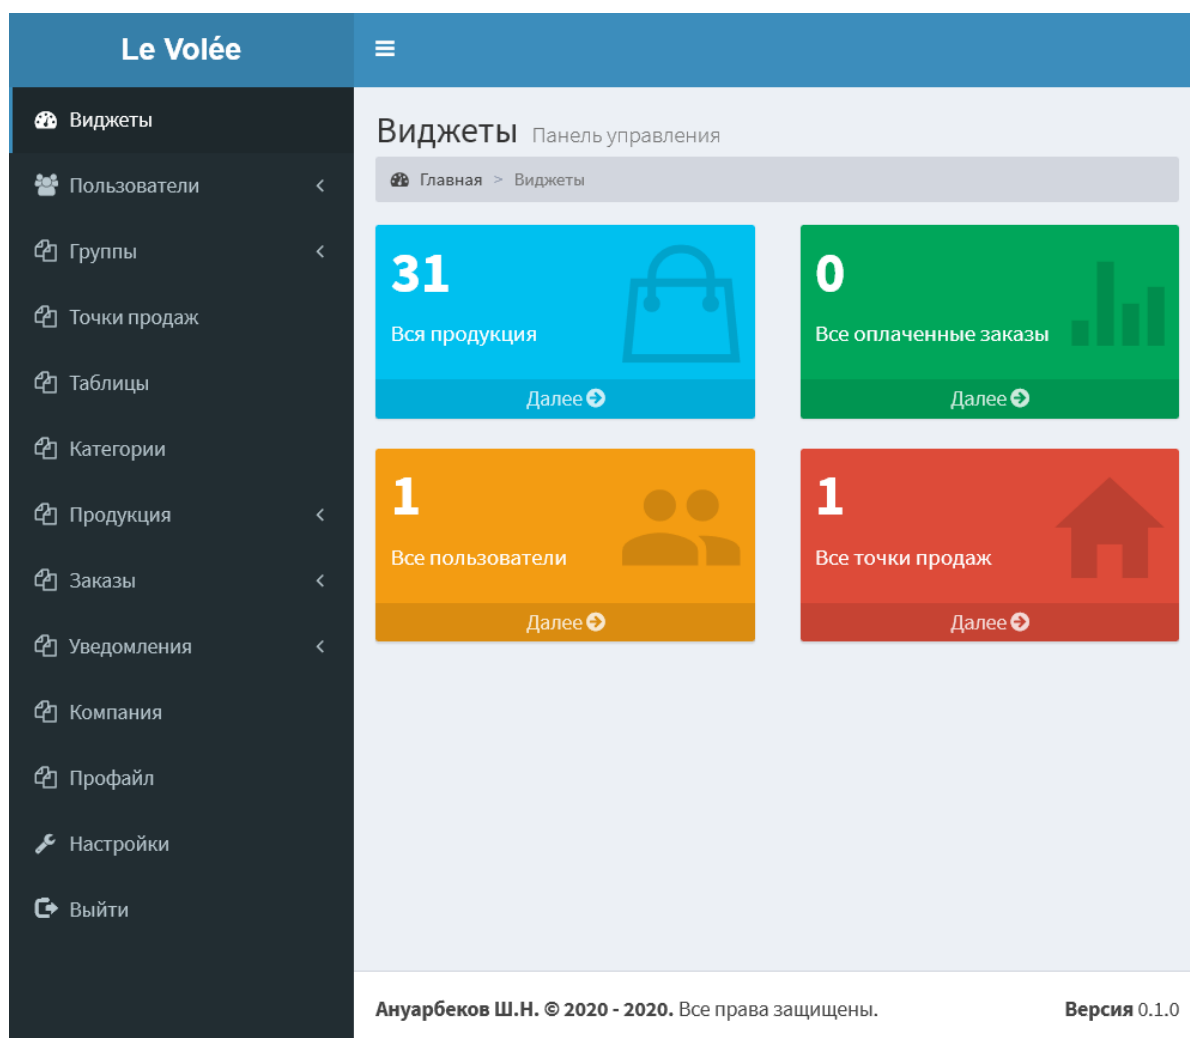 Le Volée
Виджеты
Пользователи
Группы
Точки продаж
Таблицы
Категории
Продукция
Заказы
Уведомления
Компания
Профайл
Настройки
Выйти
Виджеты Панель управления
Главная > Виджеты
31
Вся продукция
Далее
0
Все оплаченные заказы
Далее
1
Все пользователи
Далее
1
Все точки продаж
Далее
Ануарбеков Ш.Н. © 2020 - 2020. Все права защищены.
Версия 0.1.0